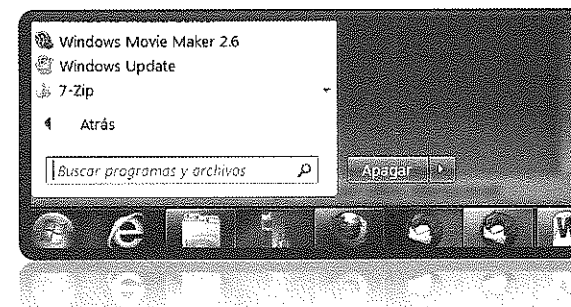 Windows Movie Maker 2.6
Windows Update
7-Zip
Atrás
Buscar programas y archivos
Apagar
W